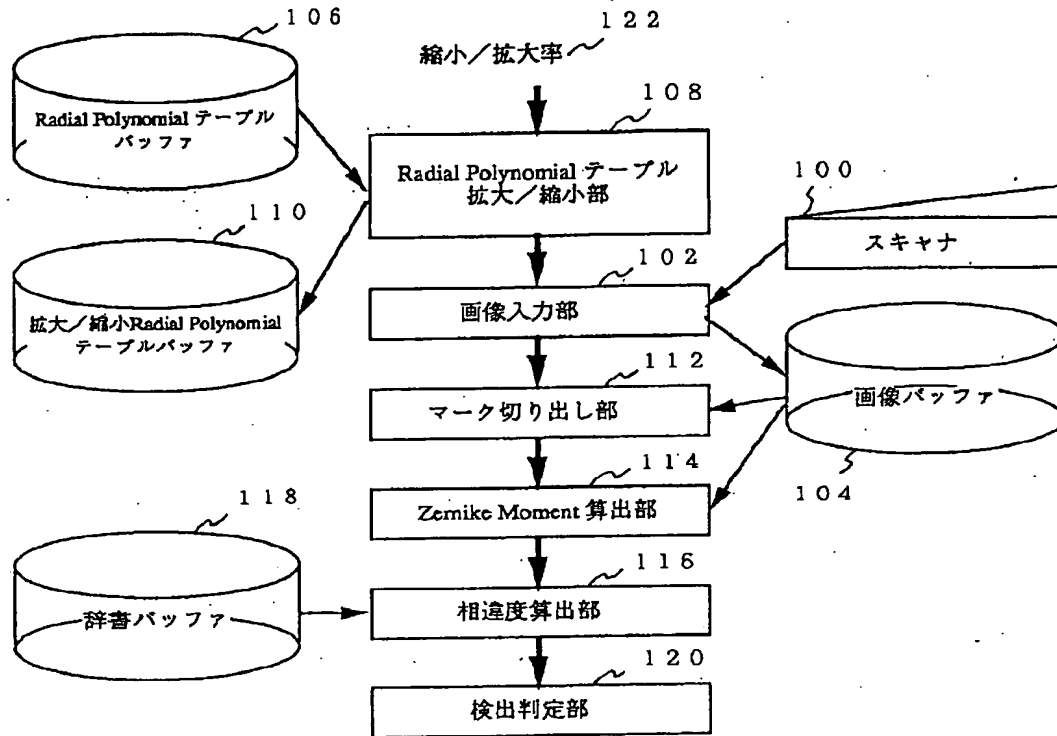 106
Radial Polynomial テーブル
バッファ
縮小／拡大率
122
108
Radial Polynomial テーブル
拡大／縮小部
110
拡大／縮小Radial Polynomial
テーブルバッファ
100
スキャナ
102
画像入力部
画像バッファ
104
112
マーク切り出し部
114
Zernike Moment 算出部
118
辞書バッファ
116
相違度算出部
120
検出判定部